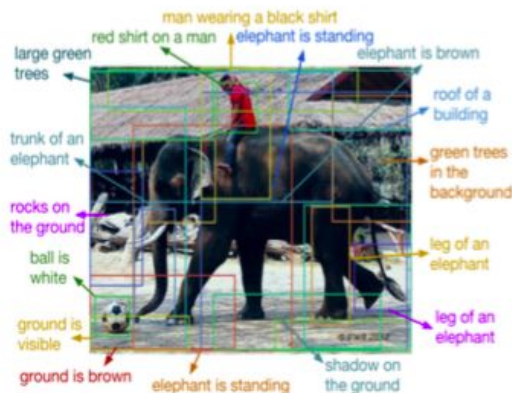 man wearing a black shirt
red shirt on a man
elephant is standing
large green
trees
elephant is brown
roof of a
building
trunk of an
elephant
green trees
in the
background
rocks on
the ground
leg of an
elephant
ball is
white
ground is
visible
leg of an
elephant
ground is brown
elephant is standing
shadow on
the ground